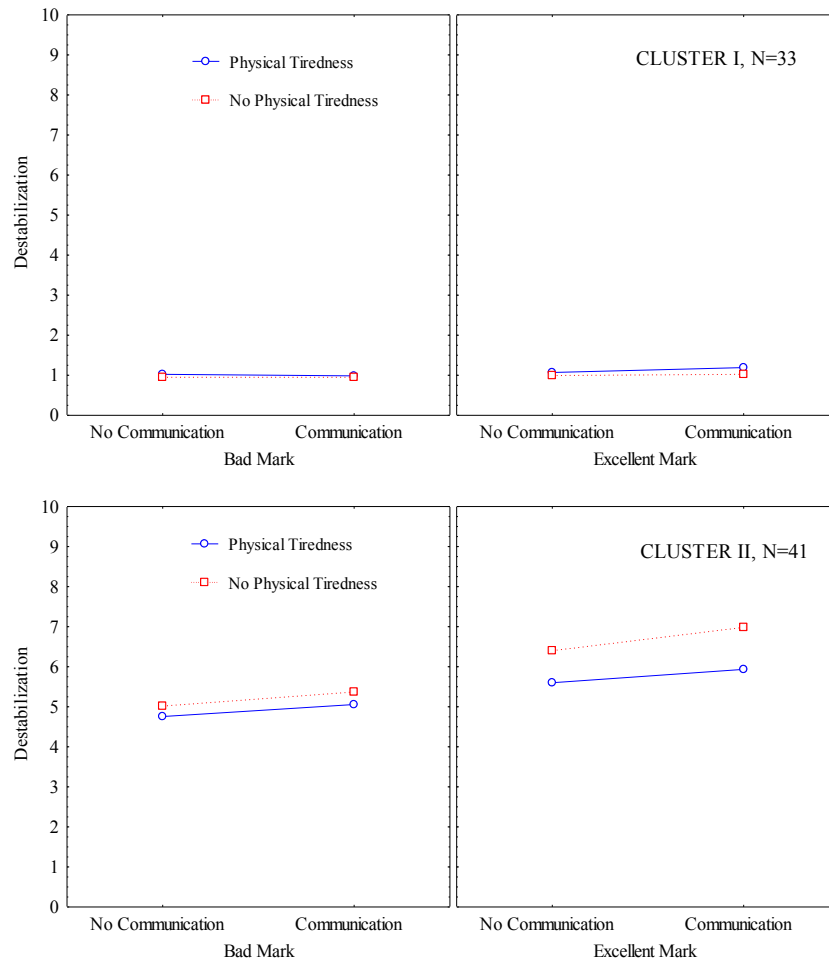 10
9
8
7
6
5
4
3
2
1
0
Destabilization
Physical Tiredness
No Physical Tiredness
CLUSTER I, N=33
No Communication
Communication
Bad Mark
No Communication
Communication
Excellent Mark
10
9
8
7
6
5
4
3
2
1
0
Destabilization
Physical Tiredness
No Physical Tiredness
CLUSTER II, N=41
No Communication
Communication
Bad Mark
No Communication
Communication
Excellent Mark